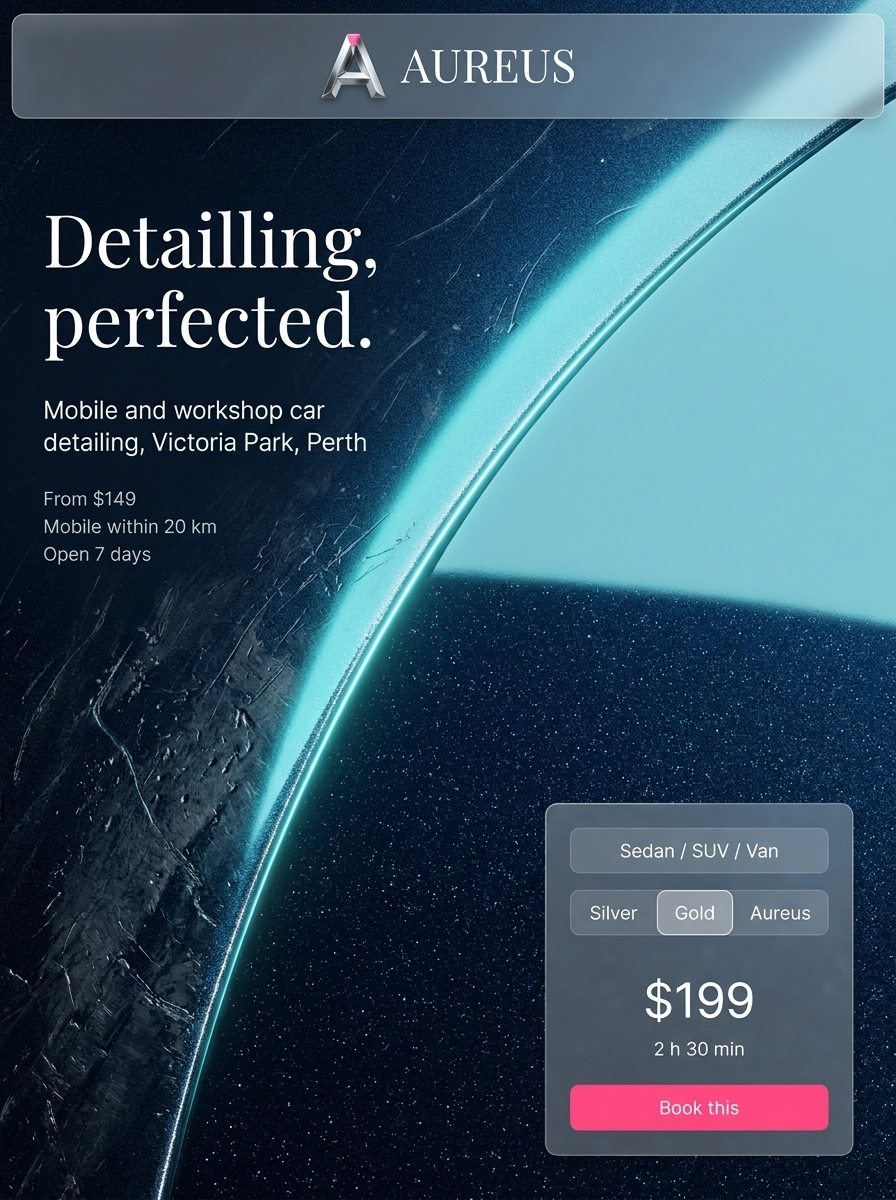 AUREUS
Detailling,
perfected.
Mobile and workshop car
detailing, Victoria Park, Perth
From $149
Mobile within 20 km
Open 7 days
Sedan / SUV / Van
Silver Gold Aureus
$199
2 h 30 min
Book this